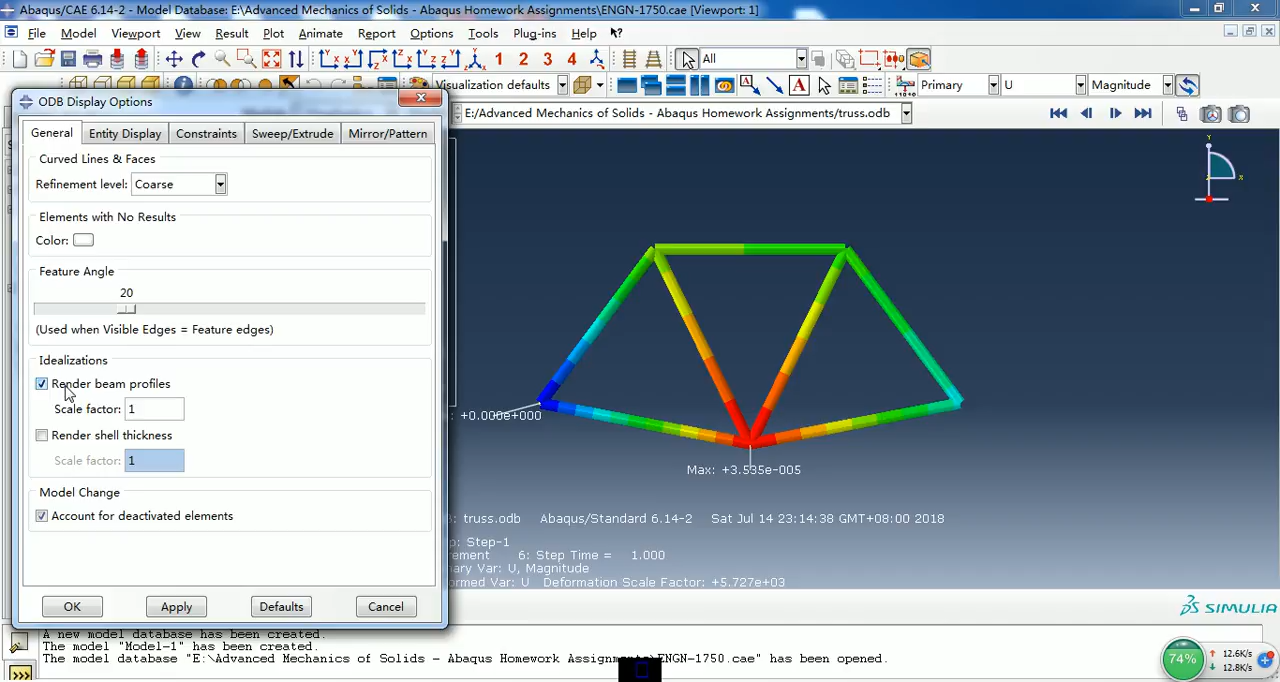 Abaqus/CAE 6.14-2 - Model Database: E:\Advanced Mechanics of Solids - Abaqus Homework Assignments\ENGN-1750.cae [Viewport: 1]
File Model Viewport View Result Plot Animate Report Options Tools Plug-ins Help
1 2 3 4 All
Visualization defaults Primary U Magnitude
E:/Advanced Mechanics of Solids - Abaqus Homework Assignments/truss.odb
ODB Display Options
General Entity Display Constraints Sweep/Extrude Mirror/Pattern
Curved Lines & Faces
Refinement level: Coarse
Elements with No Results
Color:
Feature Angle
20
(Used when Visible Edges = Feature edges)
Idealizations
Render beam profiles
Scale factor: 1
Render shell thickness
Scale factor: 1
Model Change
Account for deactivated elements
OK Apply Defaults Cancel
Y
X
: +0.000e+000
Max: +3.535e-005
: truss.odb Abaqus/Standard 6.14-2 Sat Jul 14 23:14:38 GMT+08:00 2018
: Step-1
rement 6: Step Time = 1.000
ary Var: U, Magnitude
ormed Var: U Deformation Scale Factor: +5.727e+03
SIMULIA
A new model database has been created.
The model "Model-1" has been created.
The model database "E:\Advanced Mechanics of Solids - Abaqus Homework Assignments\ENGN-1750.cae" has been opened.
>>>
74%
12.6K/s
12.8K/s